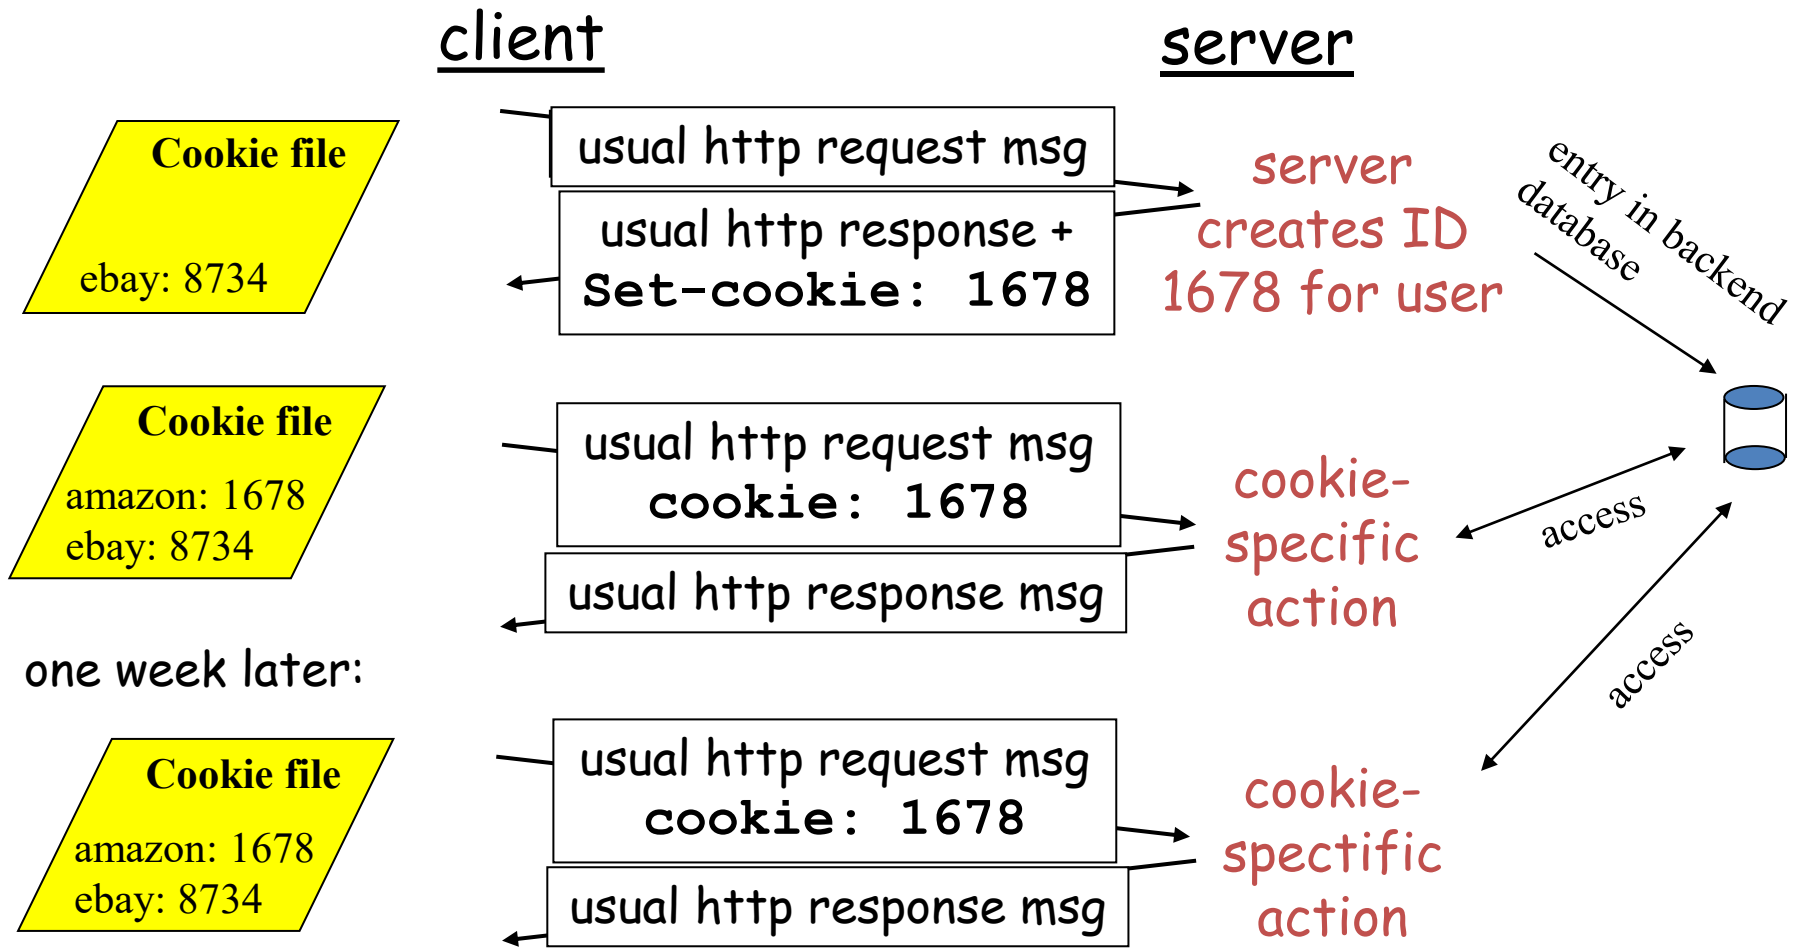 client
server
Cookie file
ebay: 8734
usual http request msg
usual http response +
Set-cookie: 1678
server
creates ID
1678 for user
entry in backend
database
Cookie file
amazon: 1678
ebay: 8734
usual http request msg
cookie: 1678
usual http response msg
cookie-
specific
action
access
access
one week later:
Cookie file
amazon: 1678
ebay: 8734
usual http request msg
cookie: 1678
usual http response msg
cookie-
spectific
action